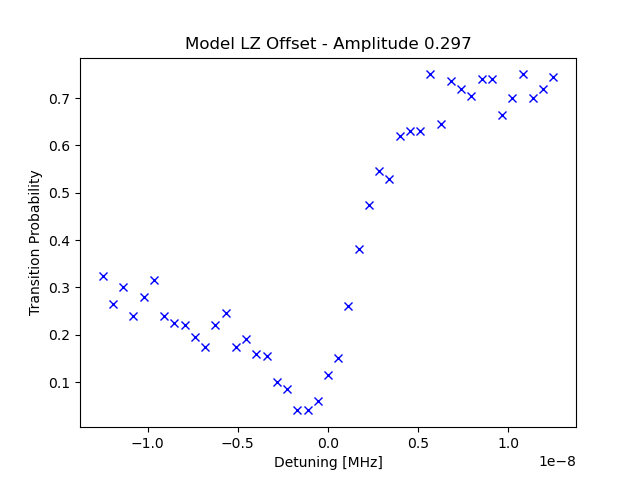 Model LZ Offset - Amplitude 0.297
Transition Probability
0.7
0.6
0.5
0.4
0.3
0.2
0.1
−1.0 −0.5 0.0 0.5 1.0
1e−8
Detuning [MHz]